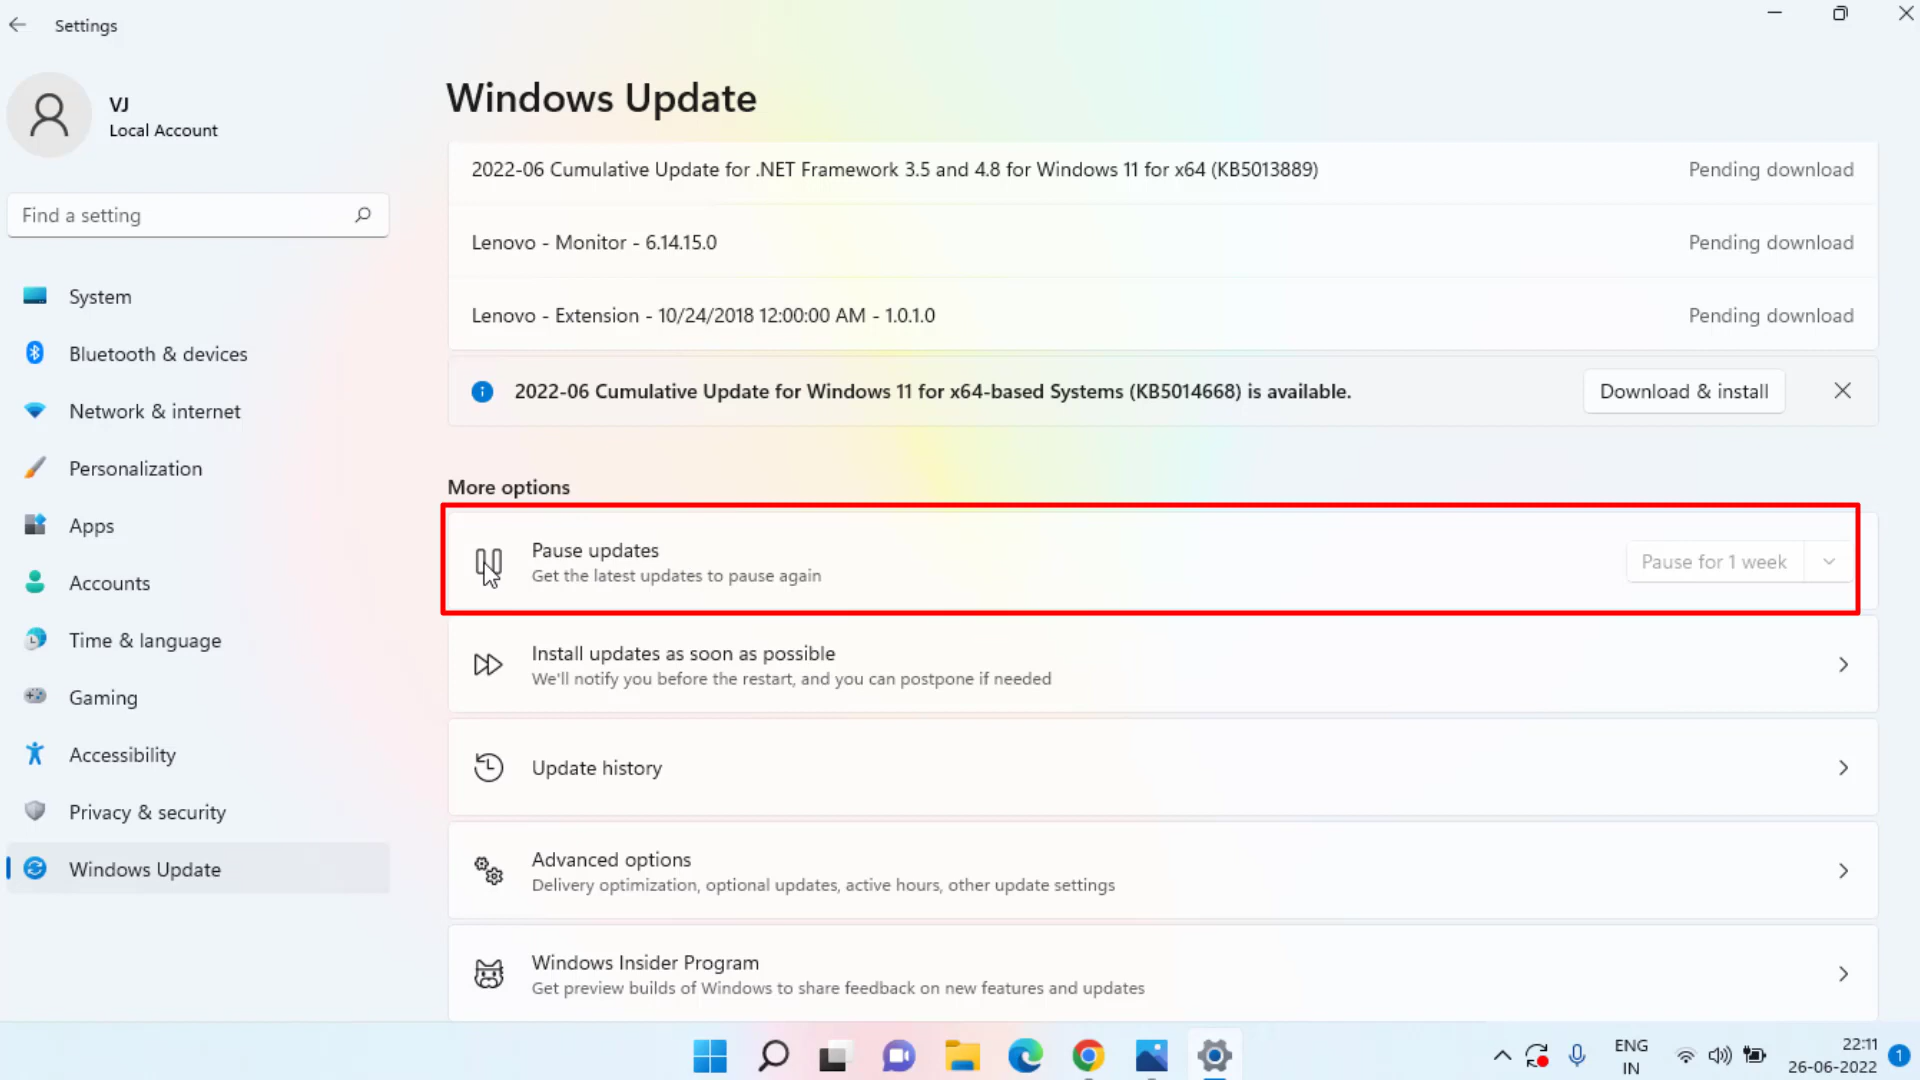 Settings
VJ
Local Account
Find a setting
System
Bluetooth & devices
Network & internet
Personalization
Apps
Accounts
Time & language
Gaming
Accessibility
Privacy & security
Windows Update
Windows Update
2022-06 Cumulative Update for .NET Framework 3.5 and 4.8 for Windows 11 for x64 (KB5013889) Pending download
Lenovo - Monitor - 6.14.15.0 Pending download
Lenovo - Extension - 10/24/2018 12:00:00 AM - 1.0.1.0 Pending download
2022-06 Cumulative Update for Windows 11 for x64-based Systems (KB5014668) is available. Download & install
More options
Pause updates
Get the latest updates to pause again
Pause for 1 week
Install updates as soon as possible
We'll notify you before the restart, and you can postpone if needed
Update history
Advanced options
Delivery optimization, optional updates, active hours, other update settings
Windows Insider Program
Get preview builds of Windows to share feedback on new features and updates
ENG
IN
22:11
26-06-2022
1